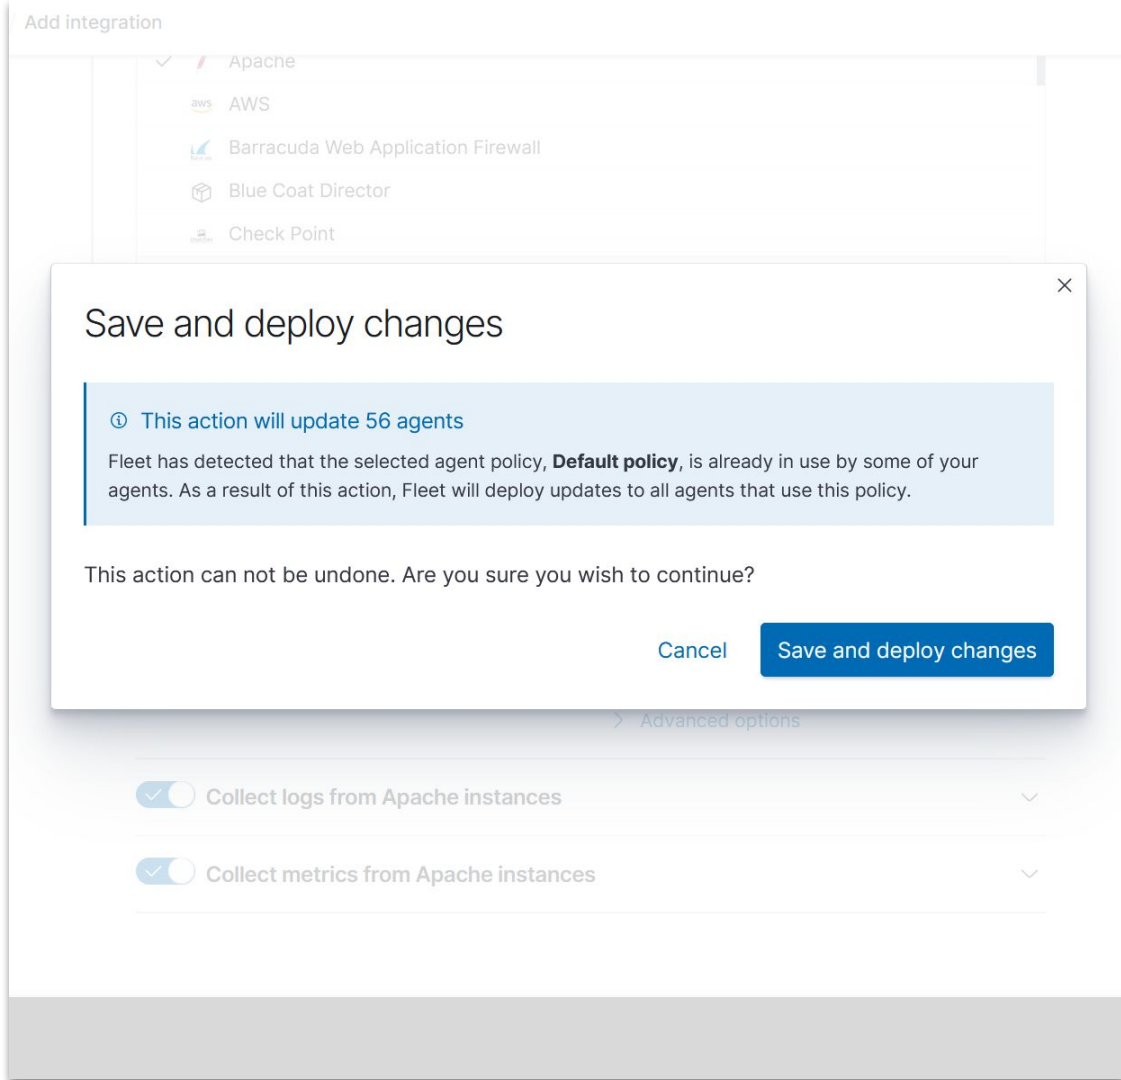 Add integration
Apache
aws AWS
Barracuda Web Application Firewall
Blue Coat Director
Check Point
Save and deploy changes
This action will update 56 agents
Fleet has detected that the selected agent policy, Default policy, is already in use by some of your
agents. As a result of this action, Fleet will deploy updates to all agents that use this policy.
This action can not be undone. Are you sure you wish to continue?
Cancel
Save and deploy changes
Advanced options
Collect logs from Apache instances
Collect metrics from Apache instances